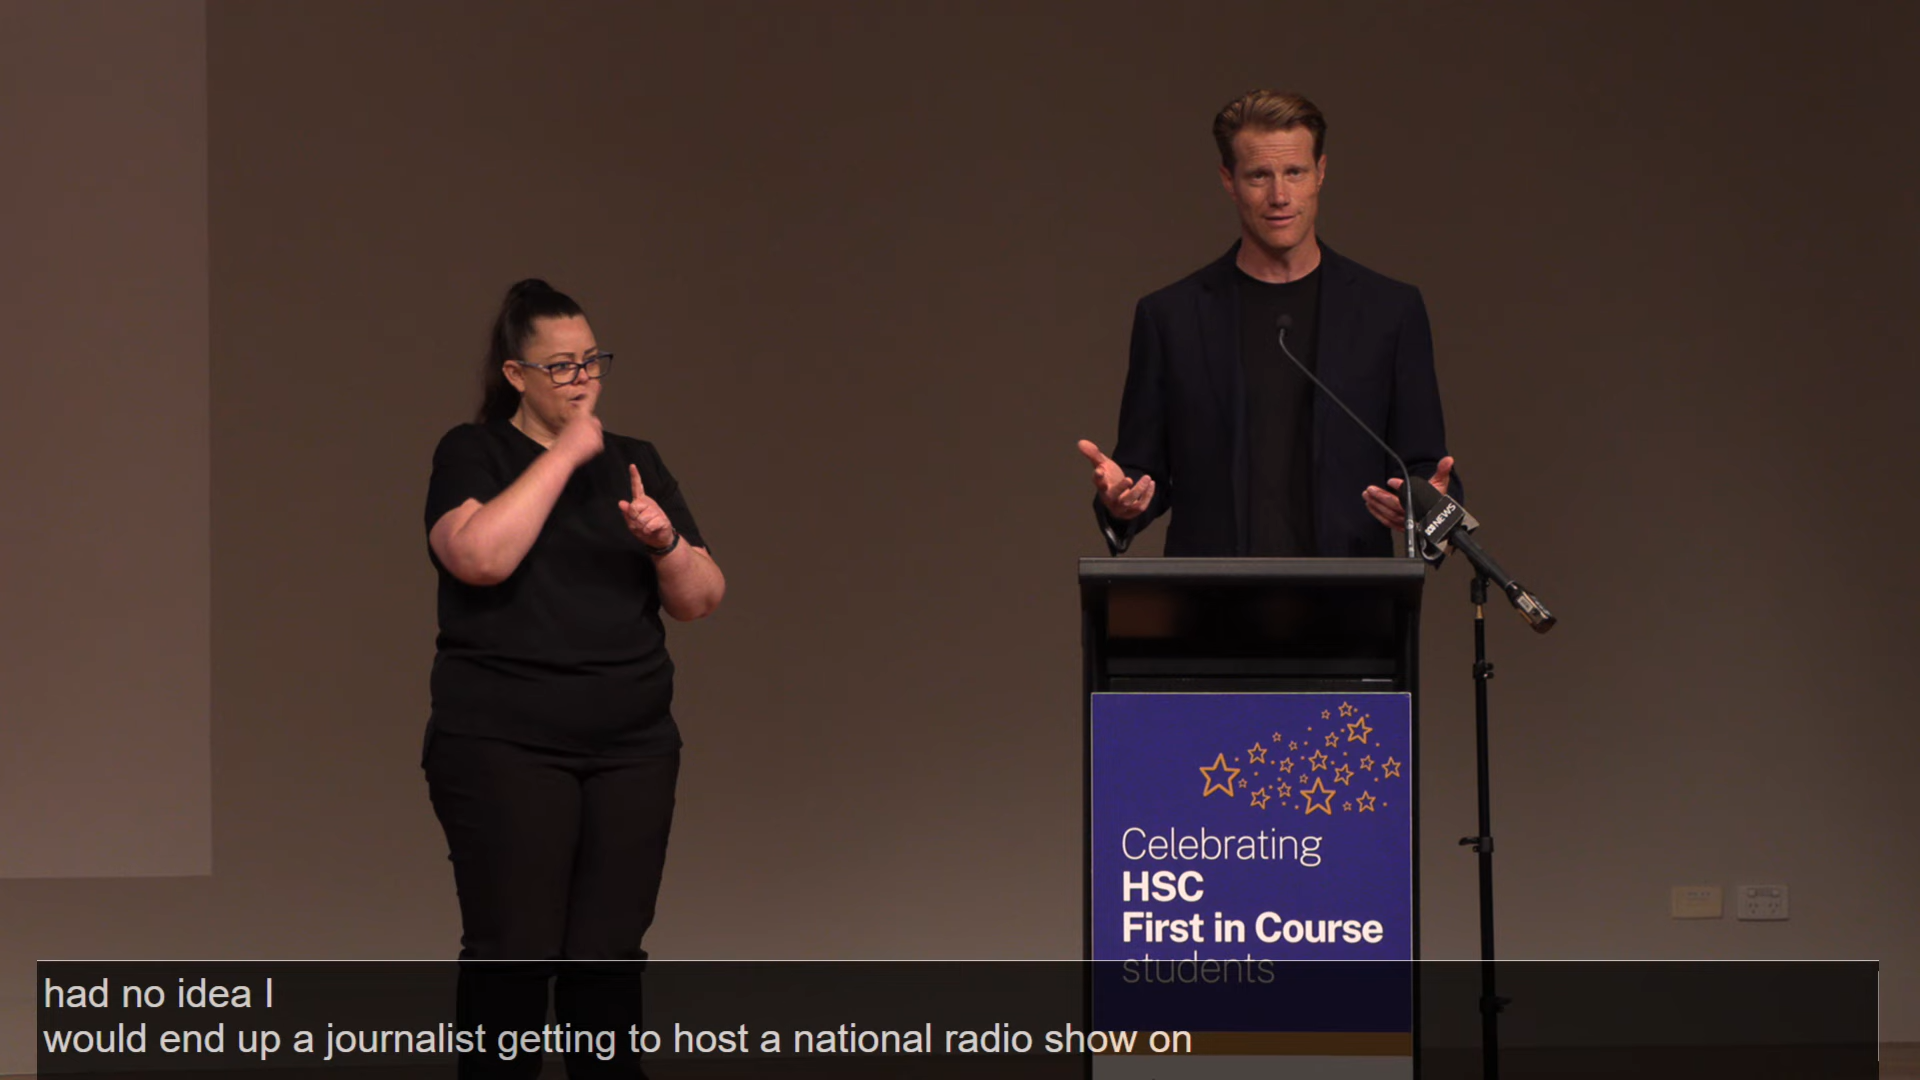 NEWS
Celebrating
HSC
First in Course
students
had no idea I
would end up a journalist getting to host a national radio show on